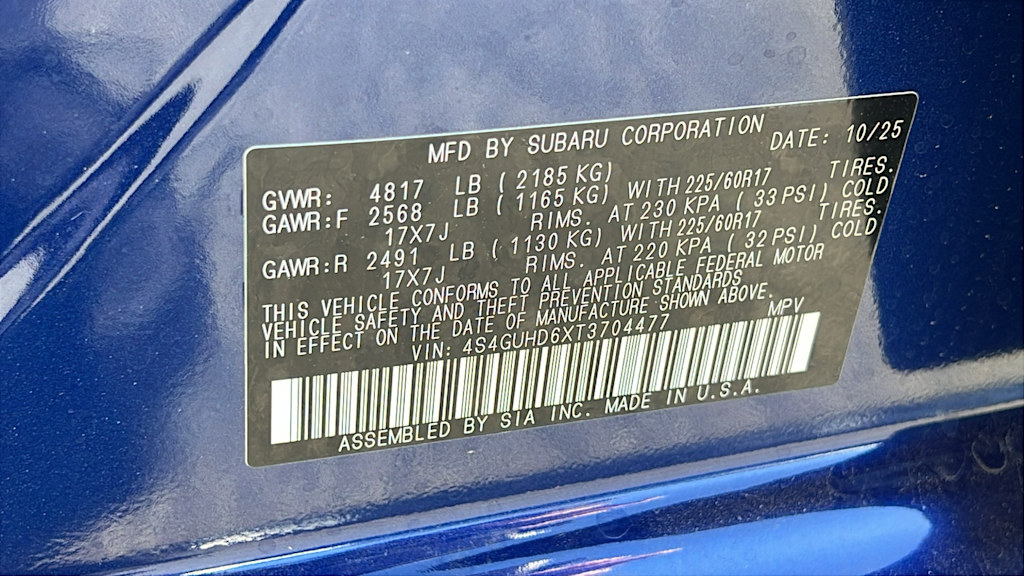 MFD BY SUBARU CORPORATION DATE: 10/25
GVWR: 4817 LB ( 2185 KG)
GAWR:F 2568 LB ( 1165 KG) WITH 225/60R17 TIRES.
17X7J RIMS. AT 230 KPA ( 33 PSI) COLD
GAWR:R 2491 LB ( 1130 KG) WITH 225/60R17 TIRES.
17X7J RIMS. AT 220 KPA ( 32 PSI) COLD
THIS VEHICLE CONFORMS TO ALL APPLICABLE FEDERAL MOTOR
VEHICLE SAFETY AND THEFT PREVENTION STANDARDS
IN EFFECT ON THE DATE OF MANUFACTURE SHOWN ABOVE.
VIN: 4S4GUHD6XT3704477 MPV
ASSEMBLED BY SIA INC. MADE IN U.S.A.